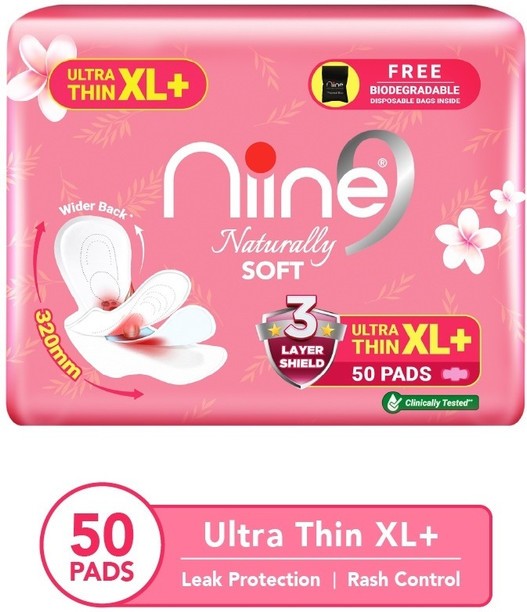 ULTRA
THIN XL+
FREE
BIODEGRADABLE
DISPOSABLE BAGS INSIDE
niine
niine9®
Wider Back*
Naturally
SOFT
320mm
3
LAYER
SHIELD
ULTRA
THIN XL+
50 PADS
Clinically Tested**
50
PADS
Ultra Thin XL+
Leak Protection | Rash Control